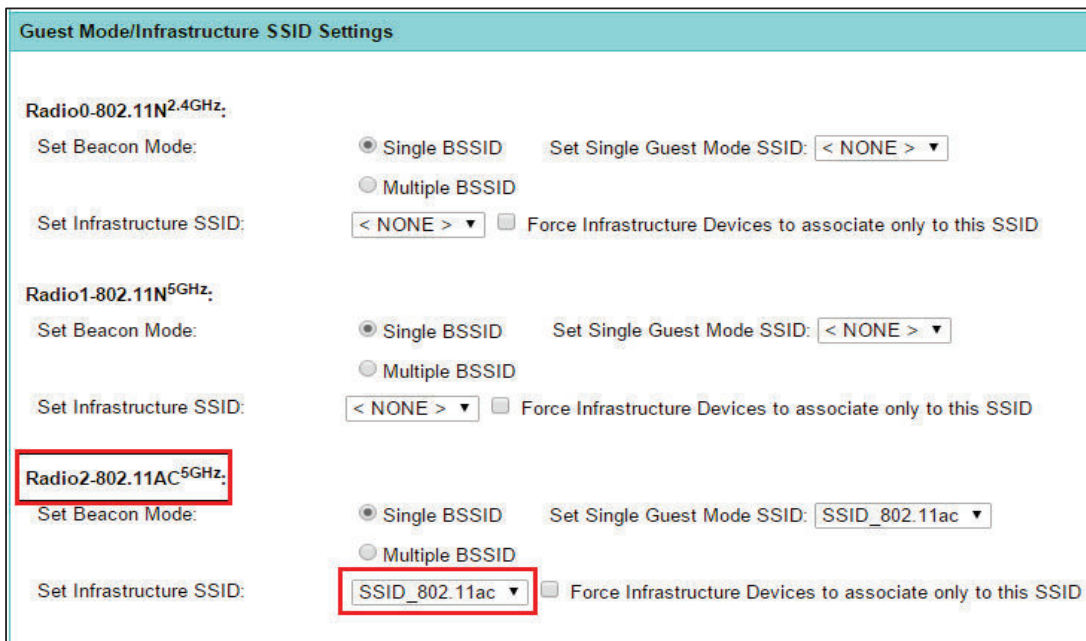 Guest Mode/Infrastructure SSID Settings
Radio0-802.11N2.4GHz:
Set Beacon Mode: Single BSSID Set Single Guest Mode SSID: < NONE >
Multiple BSSID
Set Infrastructure SSID: < NONE > Force Infrastructure Devices to associate only to this SSID
Radio1-802.11N5GHz:
Set Beacon Mode: Single BSSID Set Single Guest Mode SSID: < NONE >
Multiple BSSID
Set Infrastructure SSID: < NONE > Force Infrastructure Devices to associate only to this SSID
Radio2-802.11AC5GHz:
Set Beacon Mode: Single BSSID Set Single Guest Mode SSID: SSID_802.11ac
Multiple BSSID
Set Infrastructure SSID: SSID_802.11ac Force Infrastructure Devices to associate only to this SSID